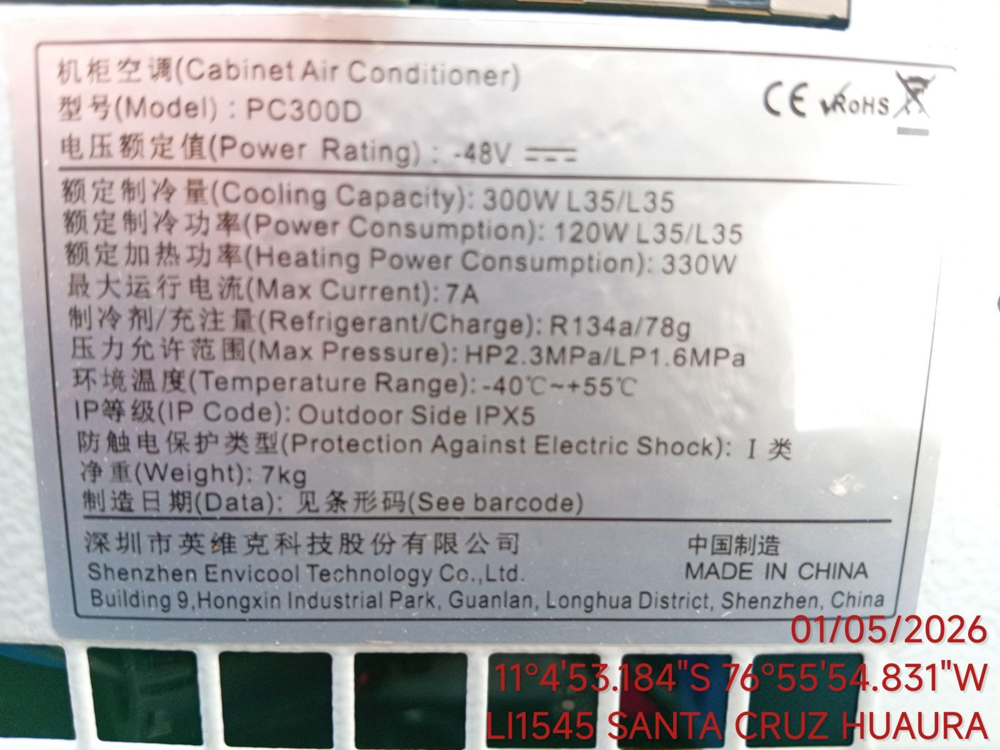 机柜空调(Cabinet Air Conditioner)
型号(Model) : PC300D
CE RoHS
电压额定值(Power Rating) : -48V
额定制冷量(Cooling Capacity): 300W L35/L35
额定制冷功率(Power Consumption): 120W L35/L35
额定加热功率(Heating Power Consumption): 330W
最大运行电流(Max Current): 7A
制冷剂/充注量(Refrigerant/Charge): R134a/78g
压力允许范围(Max Pressure): HP2.3MPa/LP1.6MPa
环境温度(Temperature Range): -40℃~+55℃
IP等级(IP Code): Outdoor Side IPX5
防触电保护类型(Protection Against Electric Shock): I 类
净重(Weight): 7kg
制造日期(Data): 见条形码(See barcode)
深圳市英维克科技股份有限公司
中国制造
Shenzhen Envicool Technology Co.,Ltd.
MADE IN CHINA
Building 9,Hongxin Industrial Park, Guanlan, Longhua District, Shenzhen, China
01/05/2026
11°4'53.184"S 76°55'54.831"W
LI1545 SANTA CRUZ HUAURA